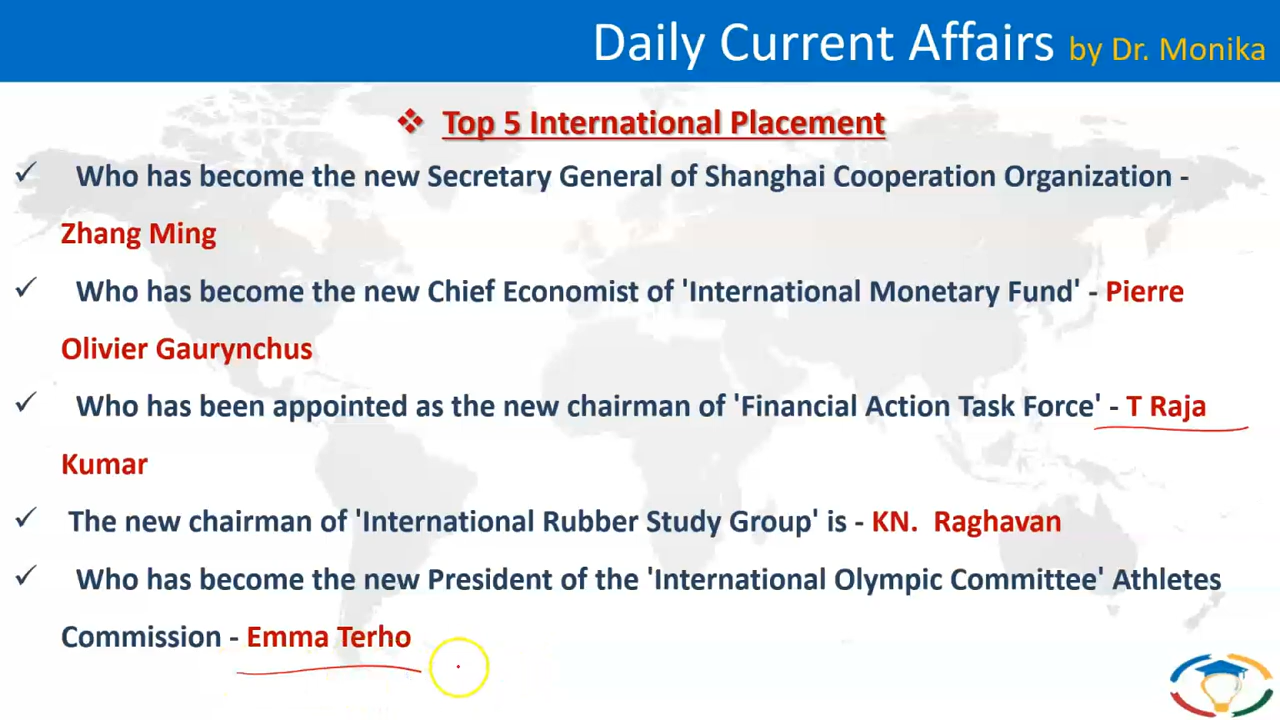 Daily Current Affairs by Dr. Monika
❖ Top 5 International Placement
✓ Who has become the new Secretary General of Shanghai Cooperation Organization -
Zhang Ming
✓ Who has become the new Chief Economist of 'International Monetary Fund' - Pierre
Olivier Gaurynchus
✓ Who has been appointed as the new chairman of 'Financial Action Task Force' - T Raja
Kumar
✓ The new chairman of 'International Rubber Study Group' is - KN. Raghavan
✓ Who has become the new President of the 'International Olympic Committee' Athletes
Commission - Emma Terho